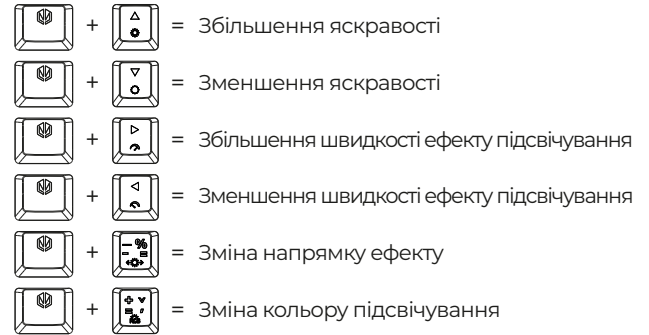 + = Збільшення яскравості
+ = Зменшення яскравості
+ = Збільшення швидкості ефекту підсвічування
+ = Зменшення швидкості ефекту підсвічування
+ = Зміна напрямку ефекту
+ = Зміна кольору підсвічування